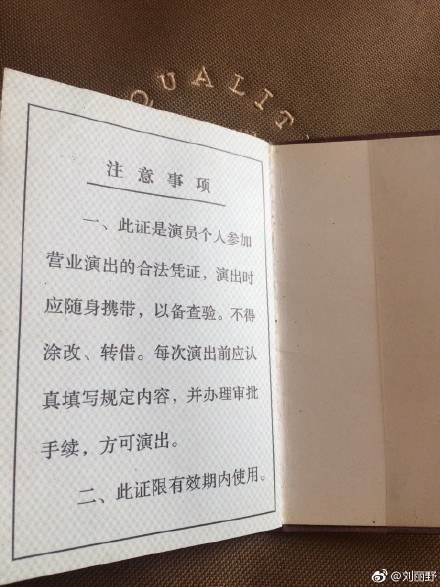 QUALIT
注意事项
一、此证是演员个人参加
营业演出的合法凭证，演出时
应随身携带，以备查验。不得
涂改、转借。每次演出前应认
真填写规定内容，并办理审批
手续，方可演出。
二、此证限有效期内使用。
@刘丽野